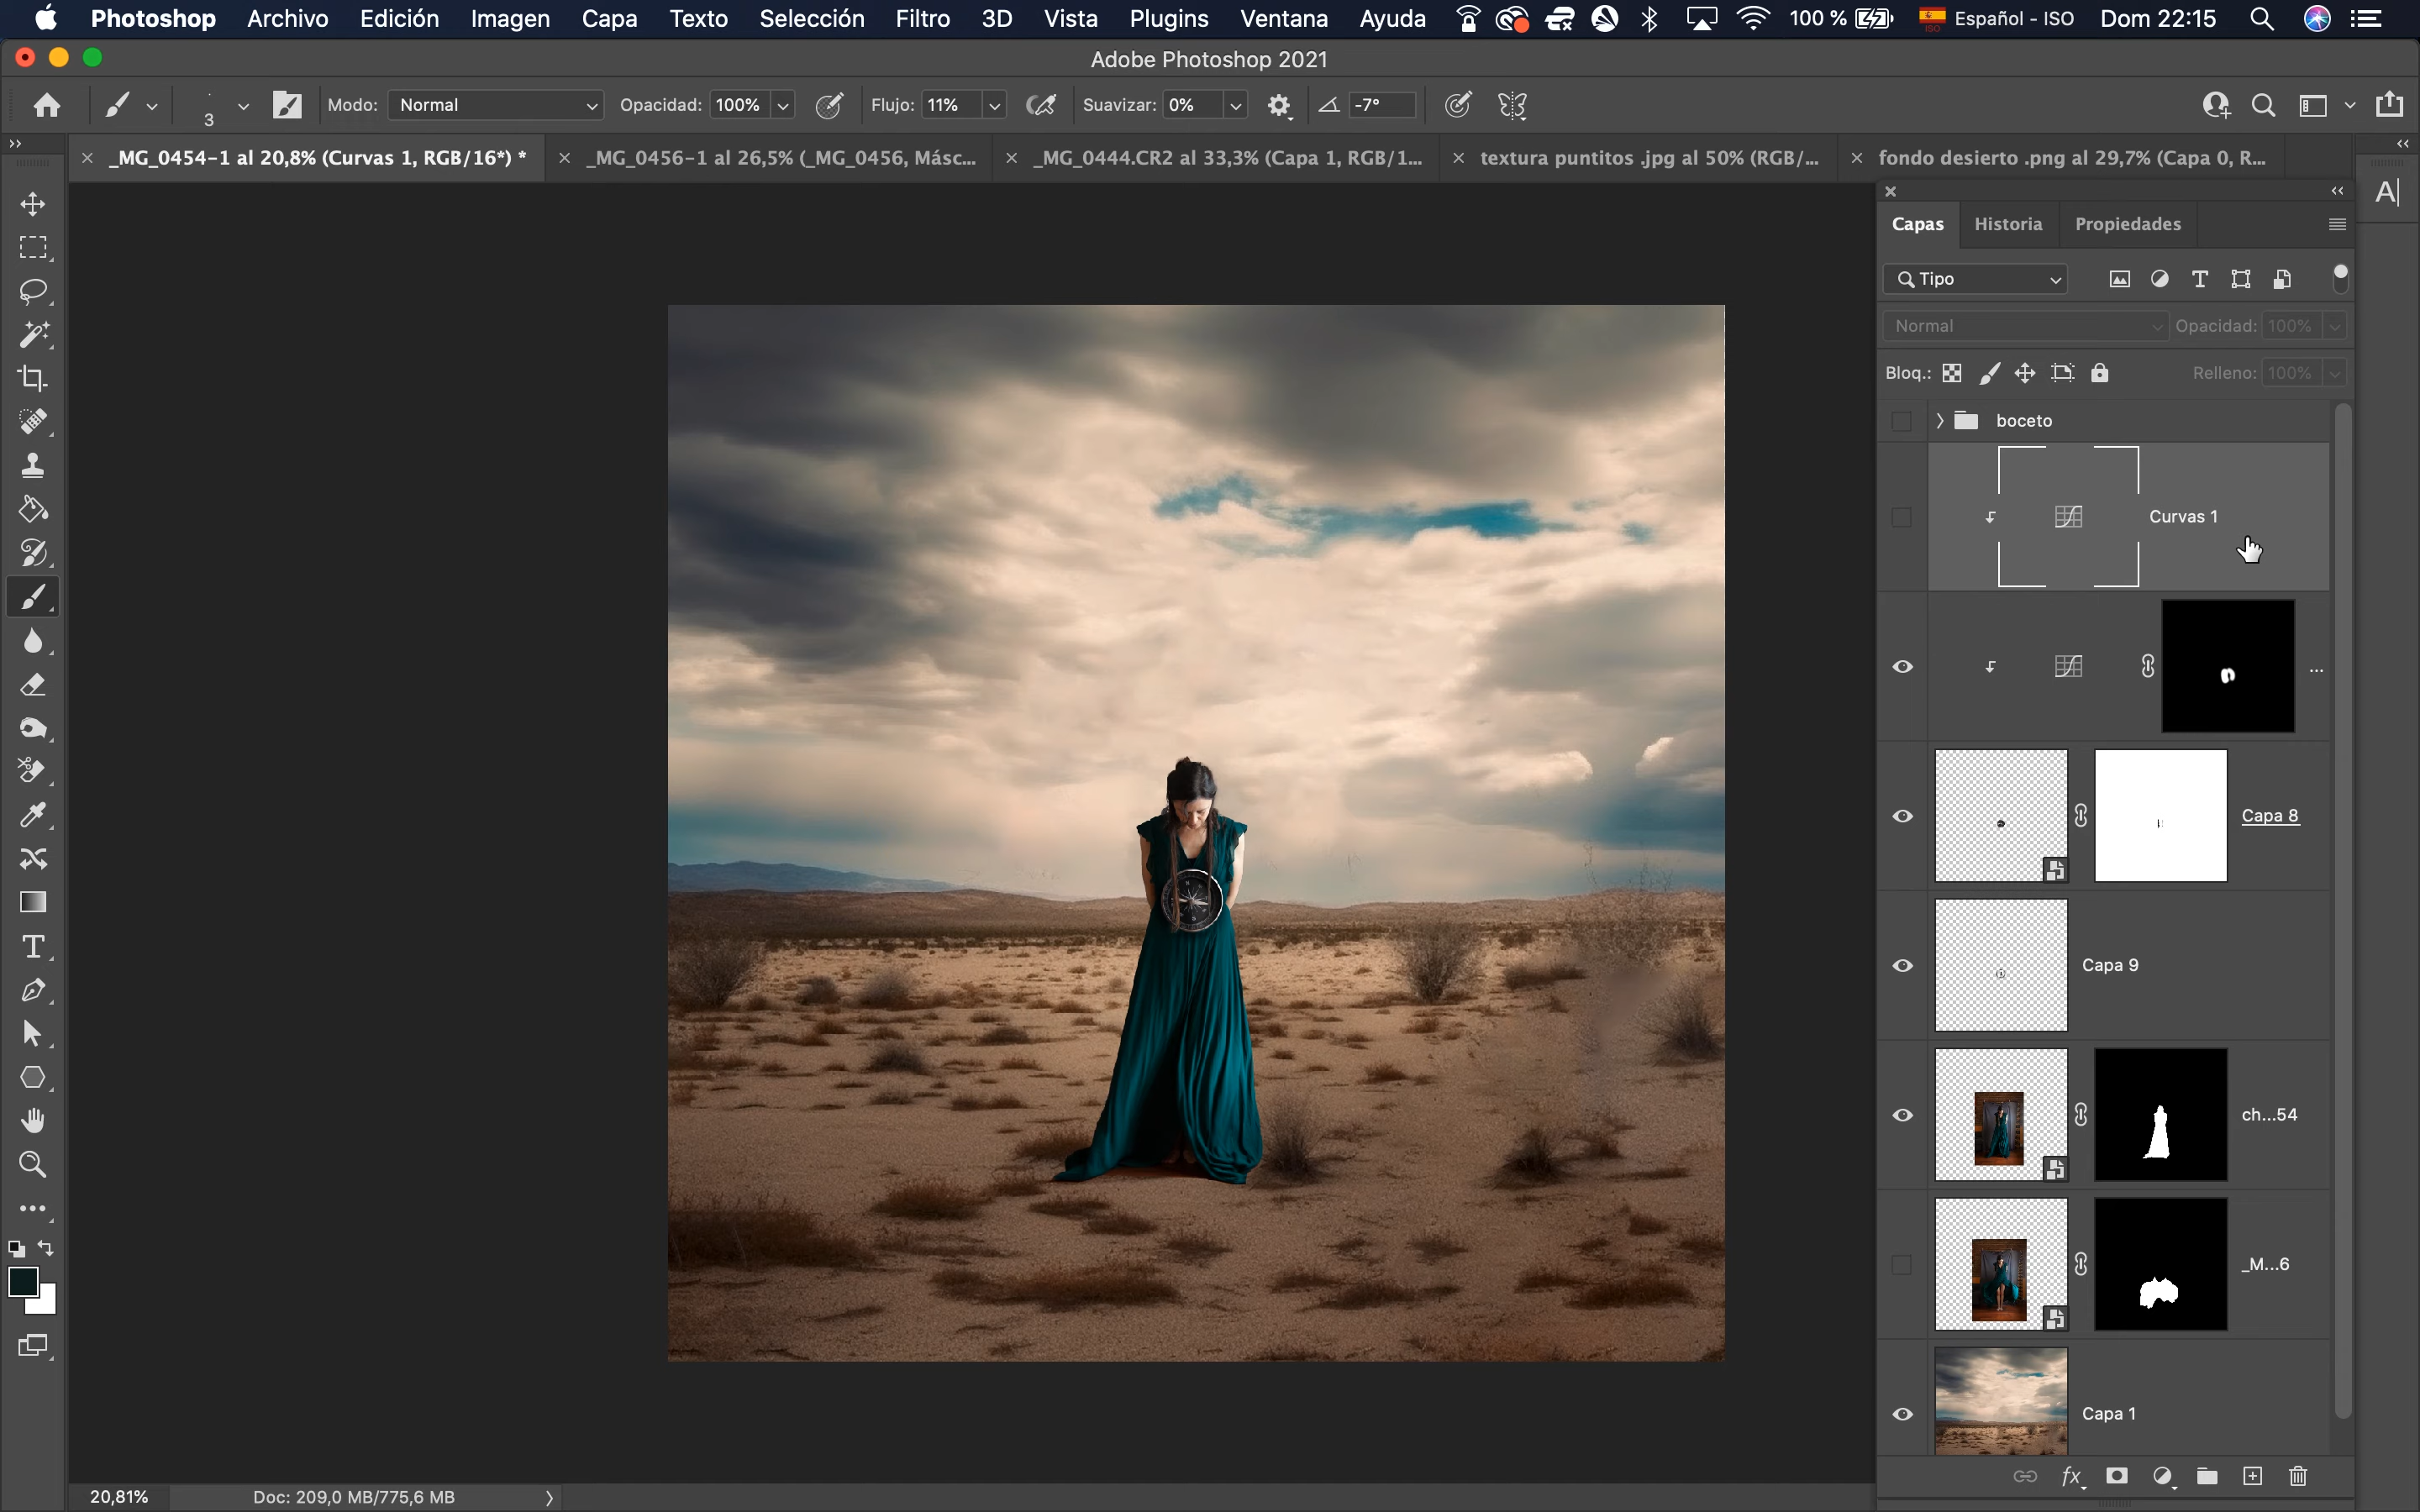 Photoshop Archivo Edición Imagen Capa Texto Selección Filtro 3D Vista Plugins Ventana Ayuda 100 % ISO Español - ISO Dom 22:15
Adobe Photoshop 2021
3 Modo: Normal Opacidad: 100% Flujo: 11% Suavizar: 0% -7°
_MG_0454-1 al 20,8% (Curvas 1, RGB/16*) * _MG_0456-1 al 26,5% (_MG_0456, Másc... _MG_0444.CR2 al 33,3% (Capa 1, RGB/1... textura puntitos .jpg al 50% (RGB/... fondo desierto .png al 29,7% (Capa 0, R...
Capas Historia Propiedades
Tipo
Normal Opacidad: 100%
Bloq.: Relleno: 100%
boceto
Curvas 1
...
Capa 8
Capa 9
ch...54
_M...6
Capa 1
fx
20,81% Doc: 209,0 MB/775,6 MB